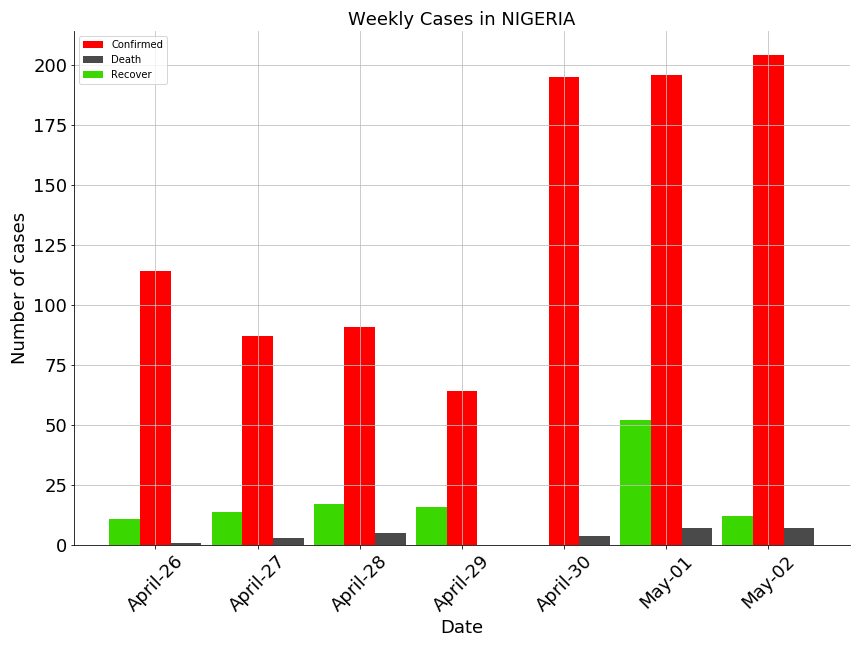 Weekly Cases in NIGERIA
Confirmed
Death
Recover
Number of cases
200
175
150
125
100
75
50
25
0
April-26
April-27
April-28
April-29
April-30
May-01
May-02
Date